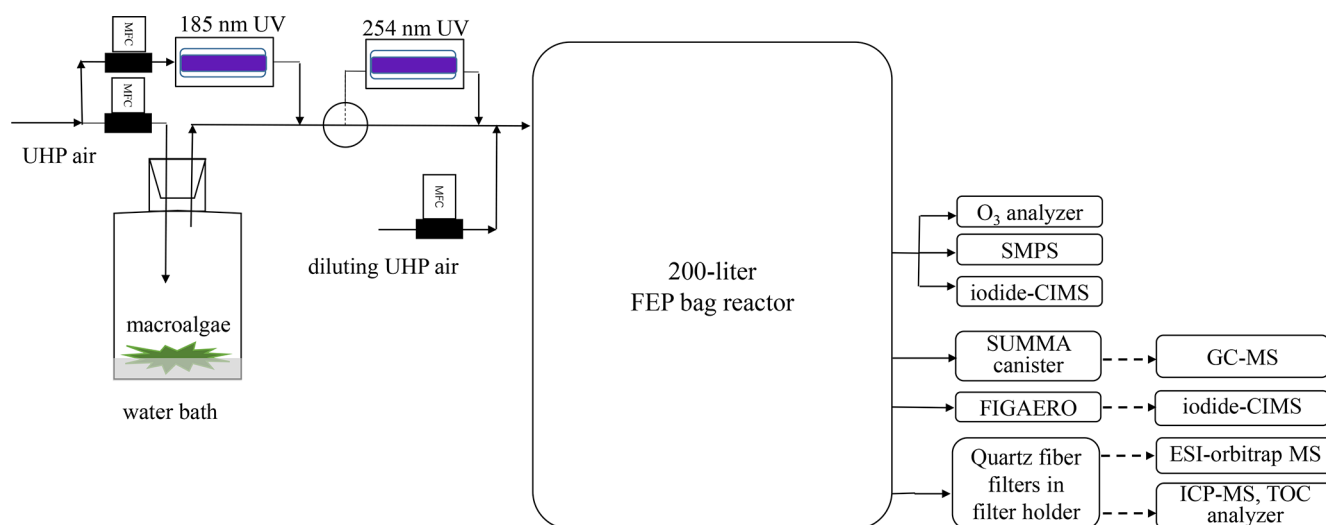 185 nm UV
254 nm UV
MFC
MFC
UHP air
MFC
diluting UHP air
macroalgae
water bath
200-liter
FEP bag reactor
O₃ analyzer
SMPS
iodide-CIMS
SUMMA
canister
GC-MS
FIGAERO
iodide-CIMS
Quartz fiber
filters in
filter holder
ESI-orbitrap MS
ICP-MS, TOC
analyzer